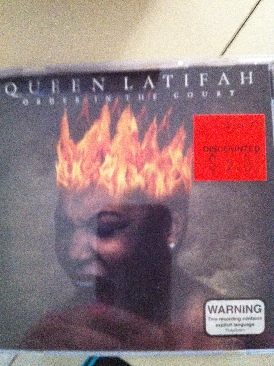 QUEEN LATIFAH
ORDER IN THE COURT
DISCOUNTED
WARNING
This recording contains
explicit language